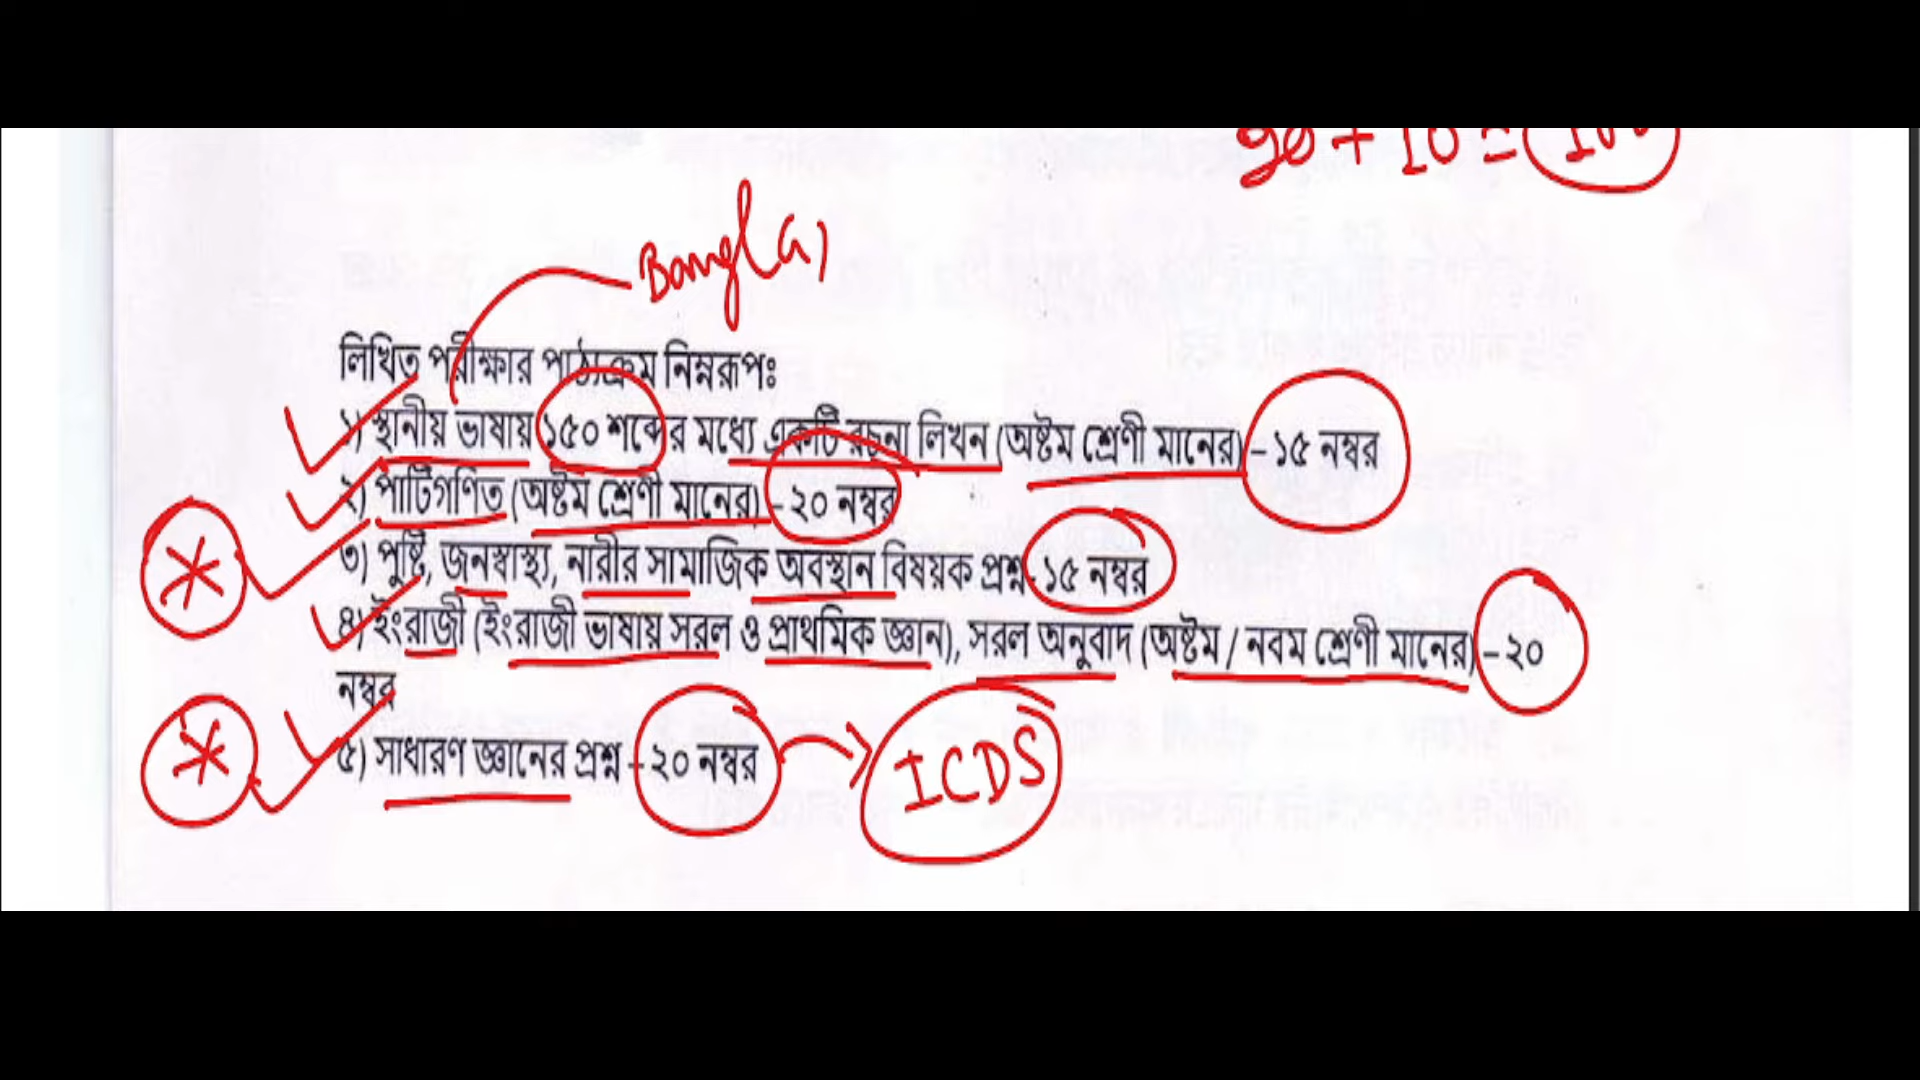 90 + 10 = 100
Bangla
লিখিত পরীক্ষার পাঠ্যক্রম নিম্নরূপঃ
১) স্থানীয় ভাষায় ১৫০ শব্দের মধ্যে একটি রচনা লিখন (অষ্টম শ্রেণী মানের) – ১৫ নম্বর
২) পাটিগণিত (অষ্টম শ্রেণী মানের) – ২০ নম্বর
৩) পুষ্টি, জনস্বাস্থ্য, নারীর সামাজিক অবস্থান বিষয়ক প্রশ্ন - ১৫ নম্বর
৪) ইংরাজী (ইংরাজী ভাষায় সরল ও প্রাথমিক জ্ঞান), সরল অনুবাদ (অষ্টম / নবম শ্রেণী মানের) – ২০
নম্বর
৫) সাধারণ জ্ঞানের প্রশ্ন – ২০ নম্বর ICDS